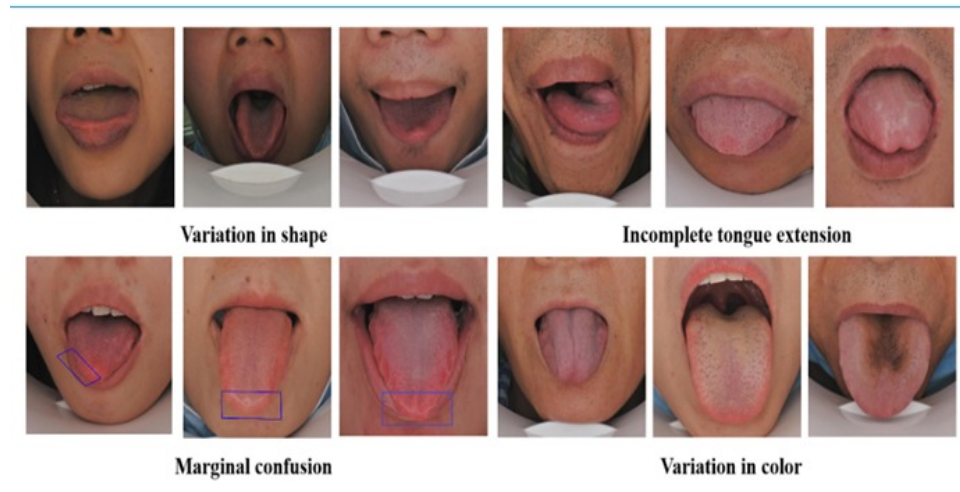 Variation in shape
Incomplete tongue extension
Marginal confusion
Variation in color